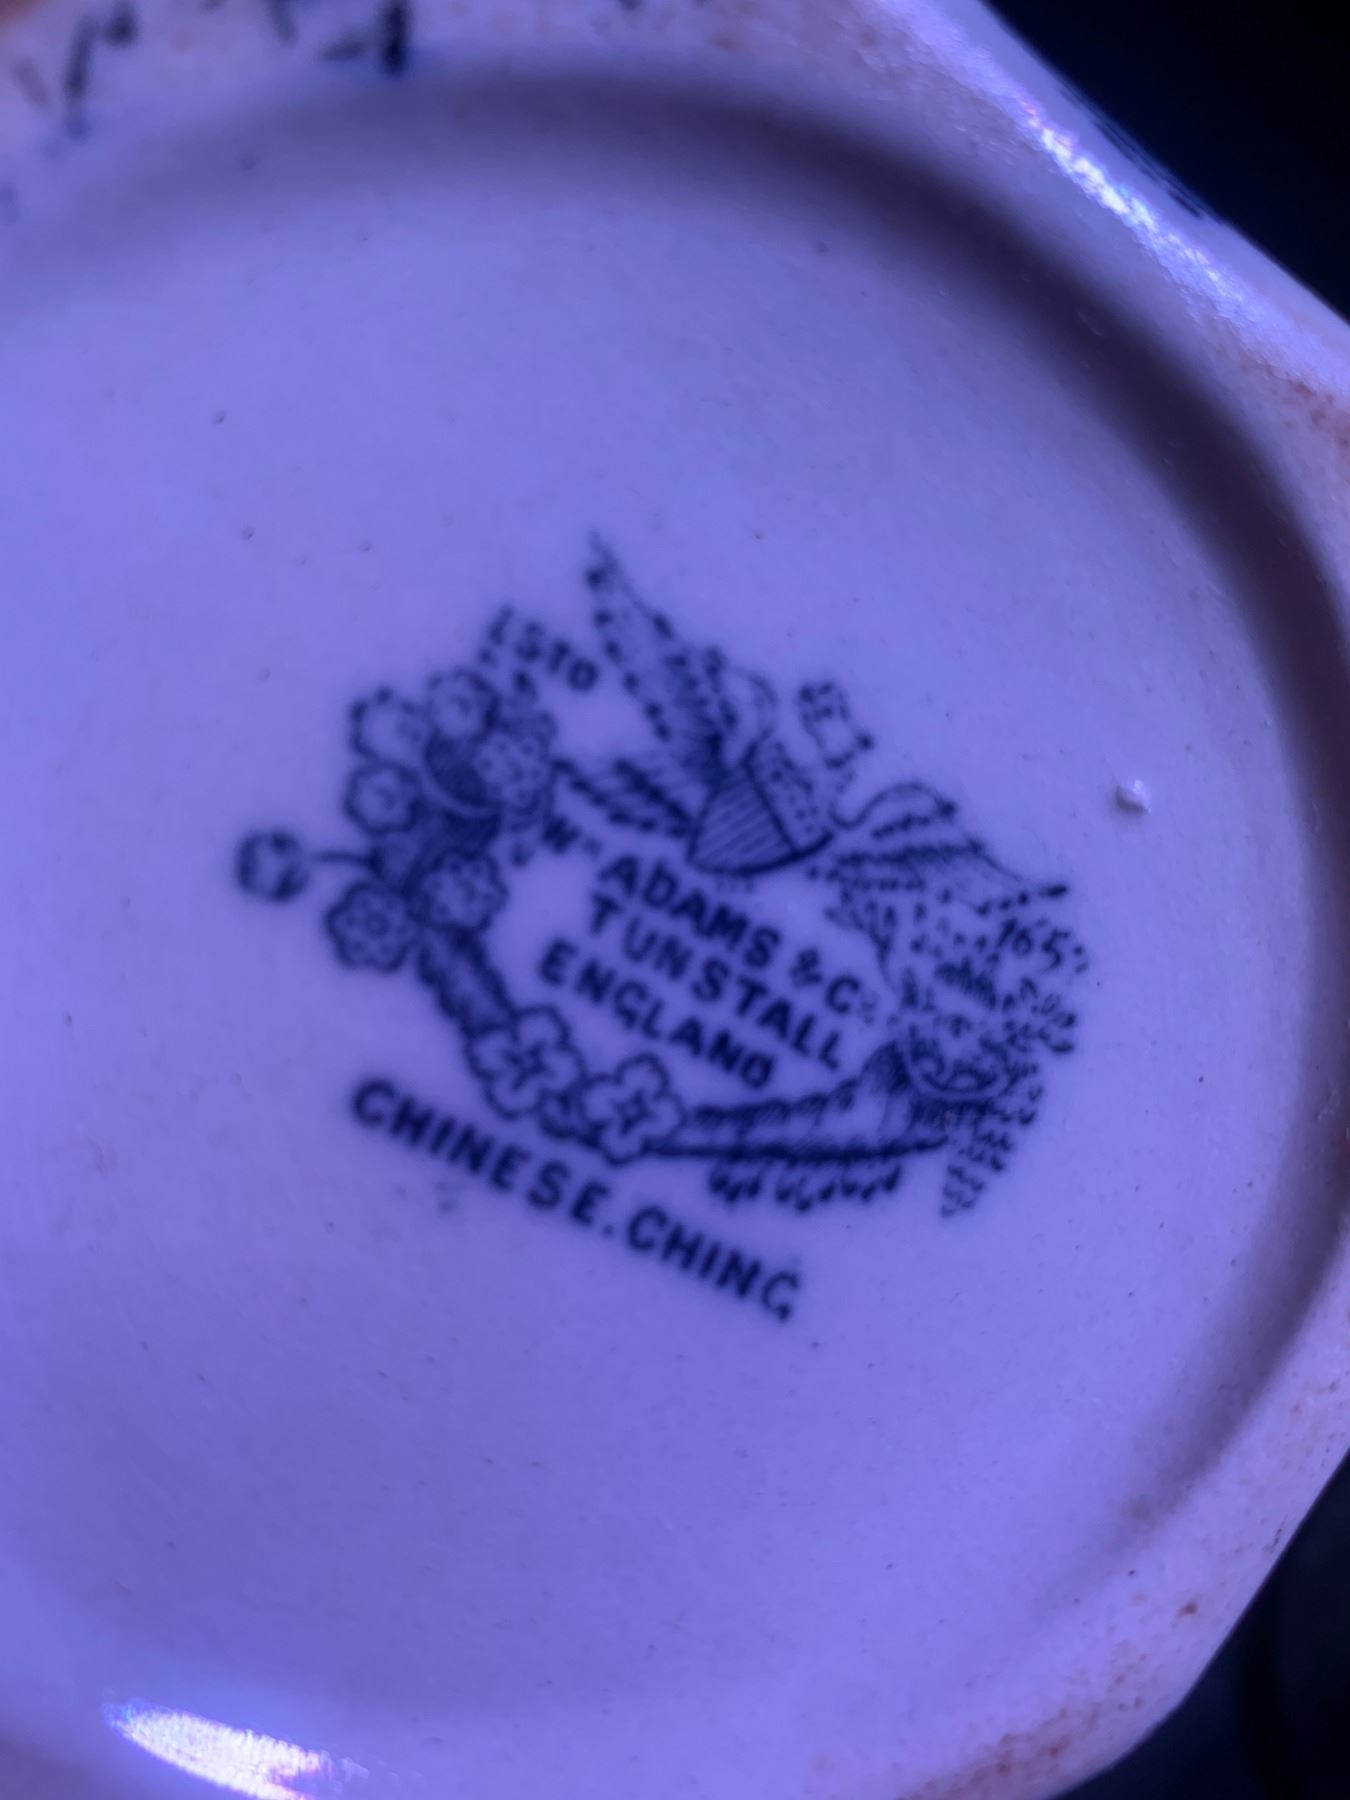 ESTD
1657
Wm ADAMS & Co
TUNSTALL
ENGLAND
CHINESE. CHING